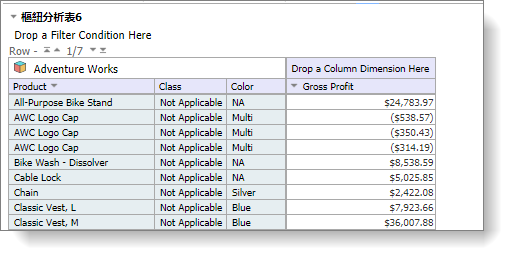 樞紐分析表6
Drop a Filter Condition Here
Row - 1/7
Adventure Works Drop a Column Dimension Here
Product Class Color Gross Profit
All-Purpose Bike Stand Not Applicable NA $24,783.97
AWC Logo Cap Not Applicable Multi ($538.57)
AWC Logo Cap Not Applicable Multi ($350.43)
AWC Logo Cap Not Applicable Multi ($314.19)
Bike Wash - Dissolver Not Applicable NA $8,538.59
Cable Lock Not Applicable NA $5,025.85
Chain Not Applicable Silver $2,422.08
Classic Vest, L Not Applicable Blue $7,923.66
Classic Vest, M Not Applicable Blue $36,007.88